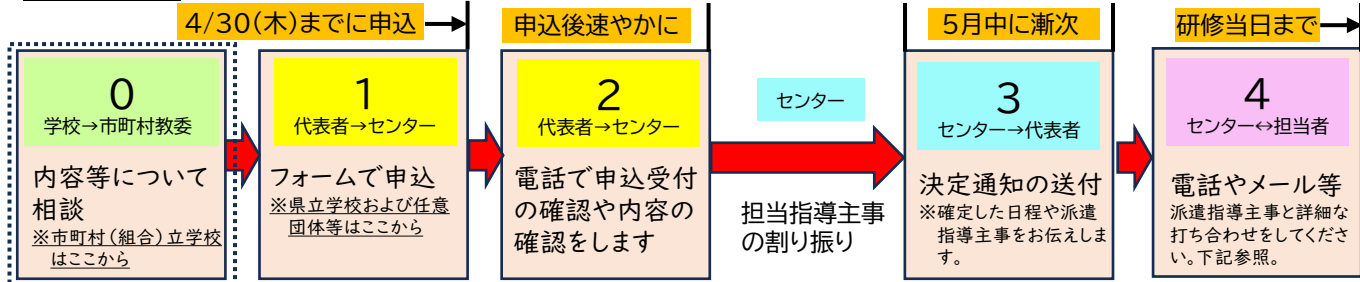 4/30(木)までに申込
申込後速やかに
5月中に漸次
研修当日まで
0
学校→市町村教委
内容等について
相談
※市町村(組合)立学校
はここから
1
代表者→センター
フォームで申込
※県立学校および任意
団体等はここから
2
代表者→センター
電話で申込受付
の確認や内容の
確認をします
センター
担当指導主事
の割り振り
3
センター→代表者
決定通知の送付
※確定した日程や派遣
指導主事をお伝えしま
す。
4
センター↔担当者
電話やメール等
派遣指導主事と詳細な
打ち合わせをしてくださ
い。下記参照。